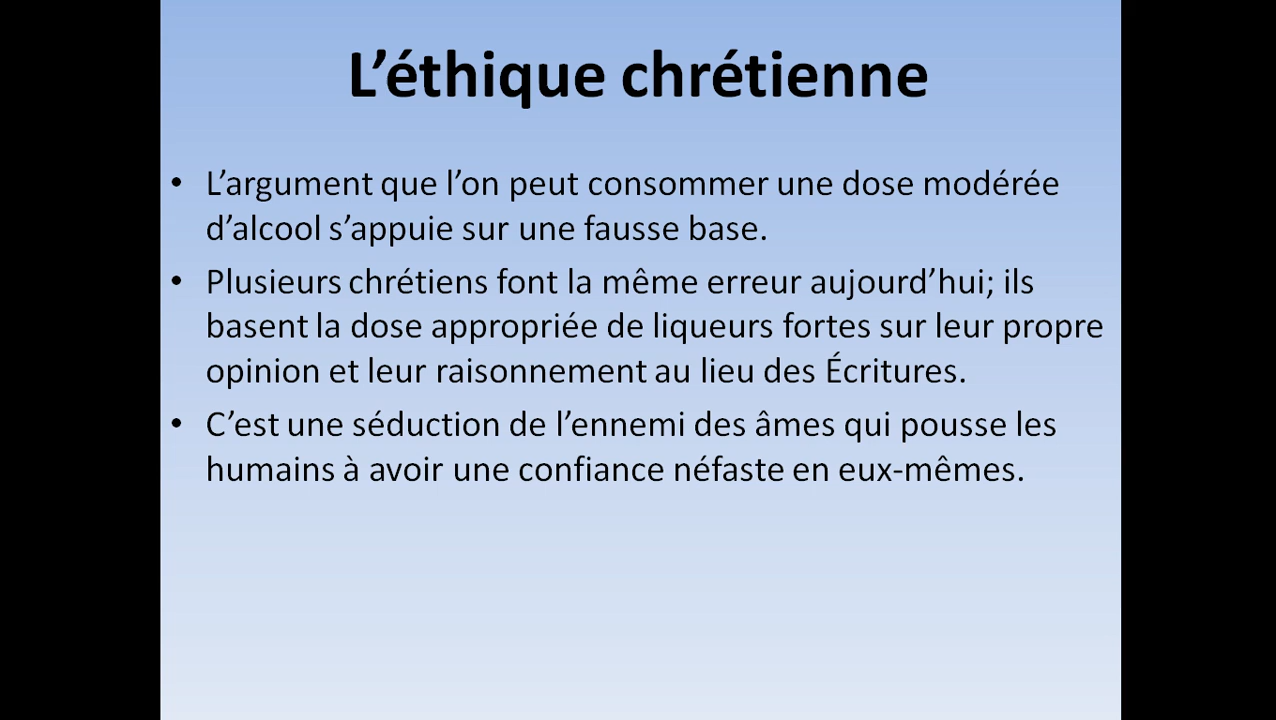 L’éthique chrétienne
• L’argument que l’on peut consommer une dose modérée
d’alcool s’appuie sur une fausse base.
• Plusieurs chrétiens font la même erreur aujourd’hui; ils
basent la dose appropriée de liqueurs fortes sur leur propre
opinion et leur raisonnement au lieu des Écritures.
• C’est une séduction de l’ennemi des âmes qui pousse les
humains à avoir une confiance néfaste en eux-mêmes.